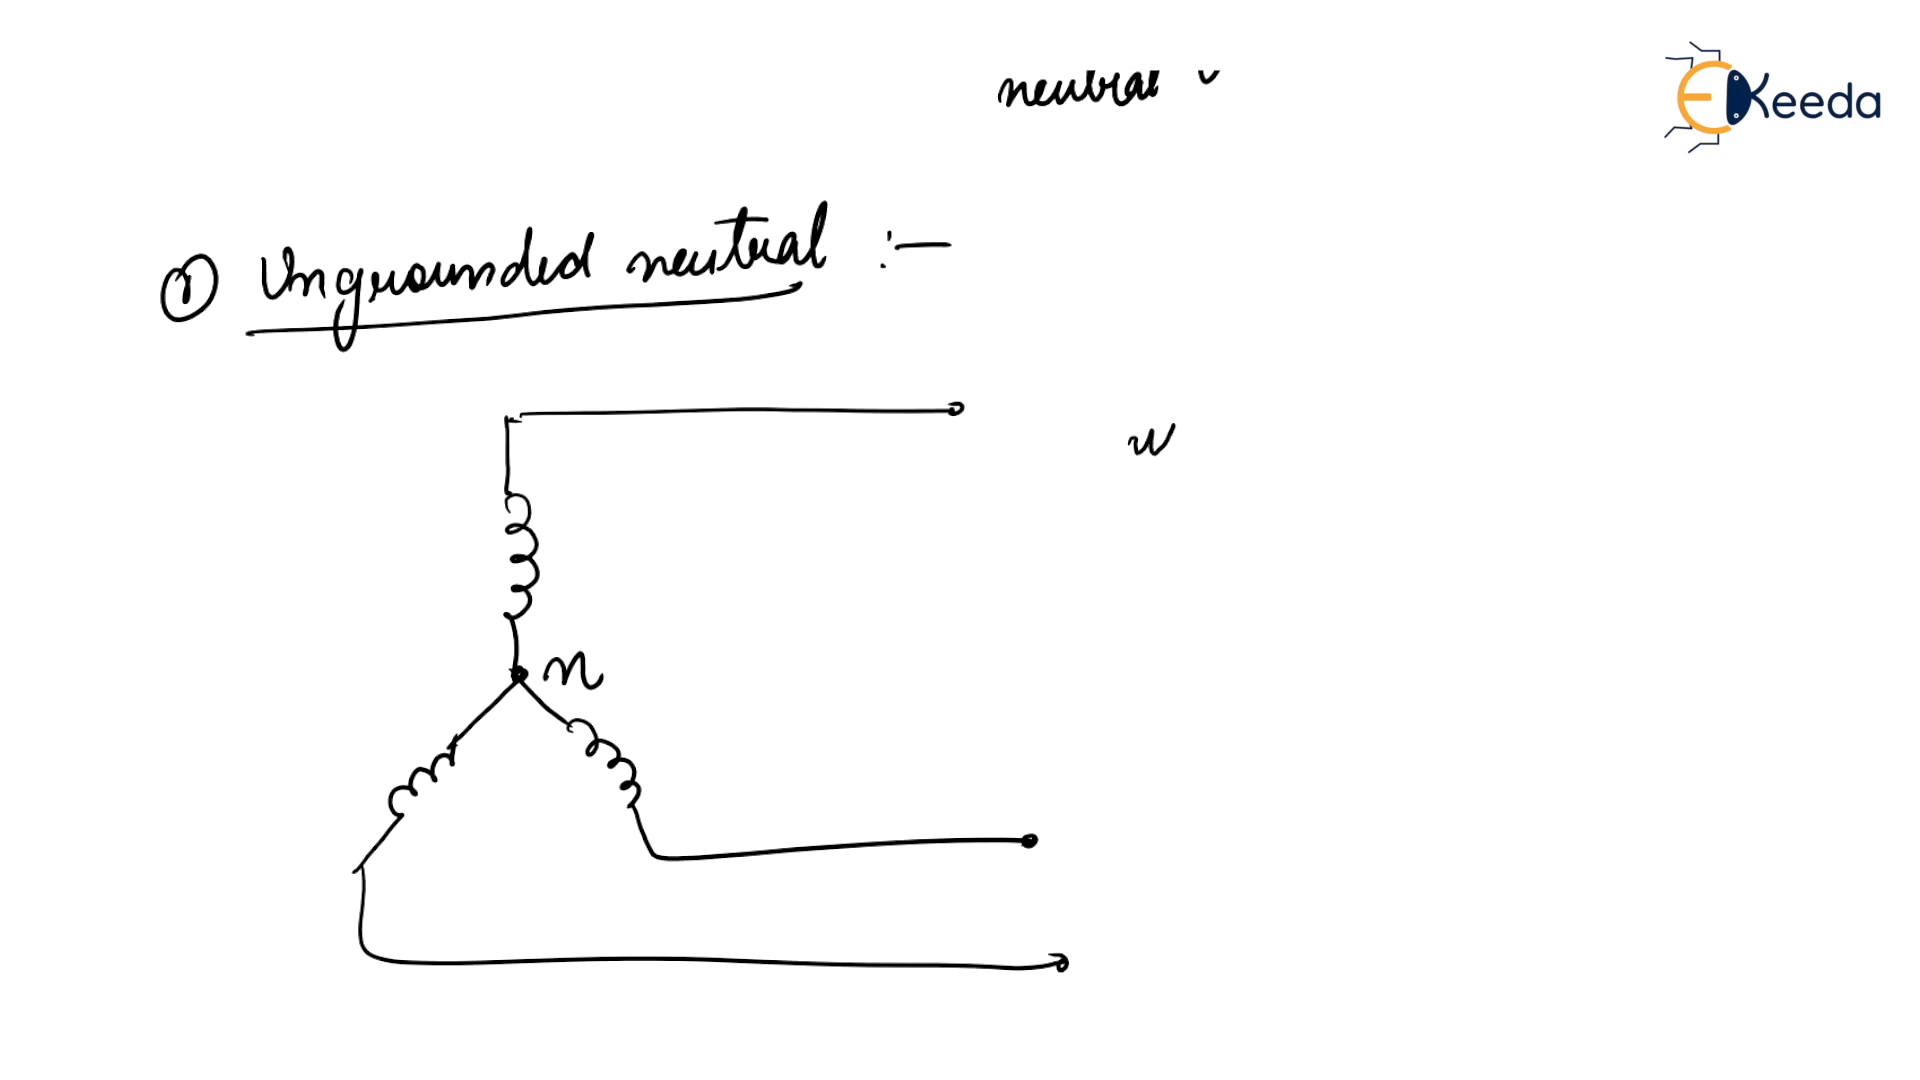 neutral
EKeeda
① Ungrounded neutral :-
w
n